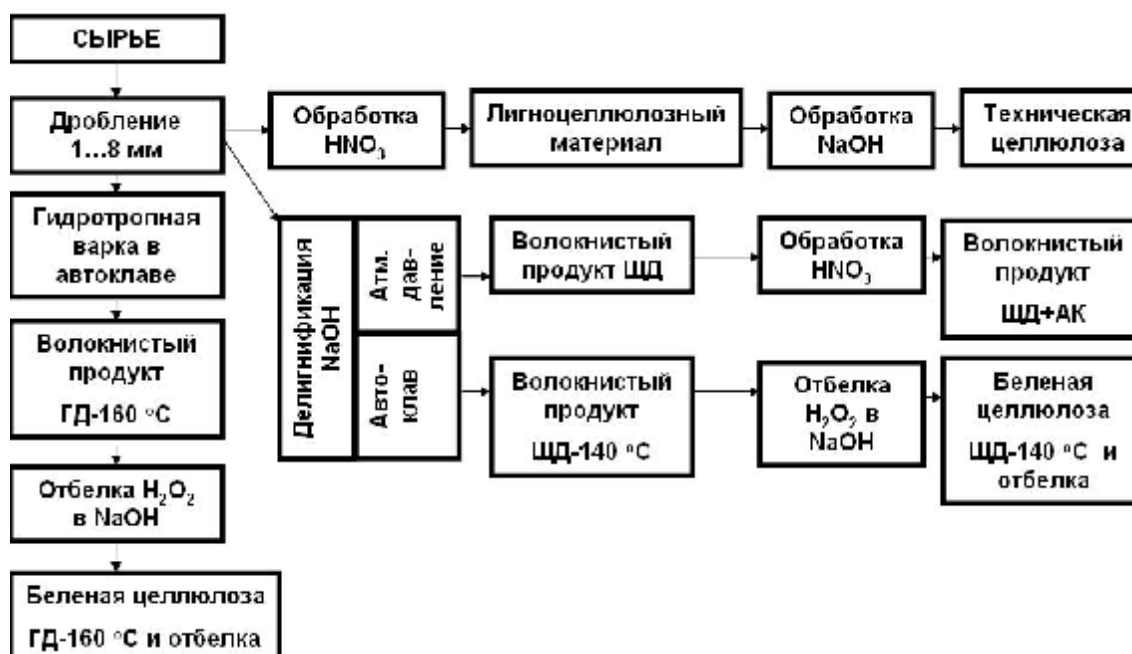 СЫРЬЕ
Дробление
1...8 мм
Обработка
HNO₃
Лигноцеллюлозный
материал
Обработка
NaOH
Техническая
целлюлоза
Гидротропная
варка в
автоклаве
Волокнистый
продукт
ГД-160 °С
Отбелка H₂O₂
в NaOH
Беленая целлюлоза
ГД-160 °С и отбелка
Делигнификация
NaOH
Атм.
дав-
ление
Волокнистый
продукт ЩД
Обработка
HNO₃
Волокнистый
продукт
ЩД+АК
Авто-
клав
Волокнистый
продукт
ЩД-140 °С
Отбелка
H₂O₂ в
NaOH
Беленая
целлюлоза
ЩД-140 °С и
отбелка